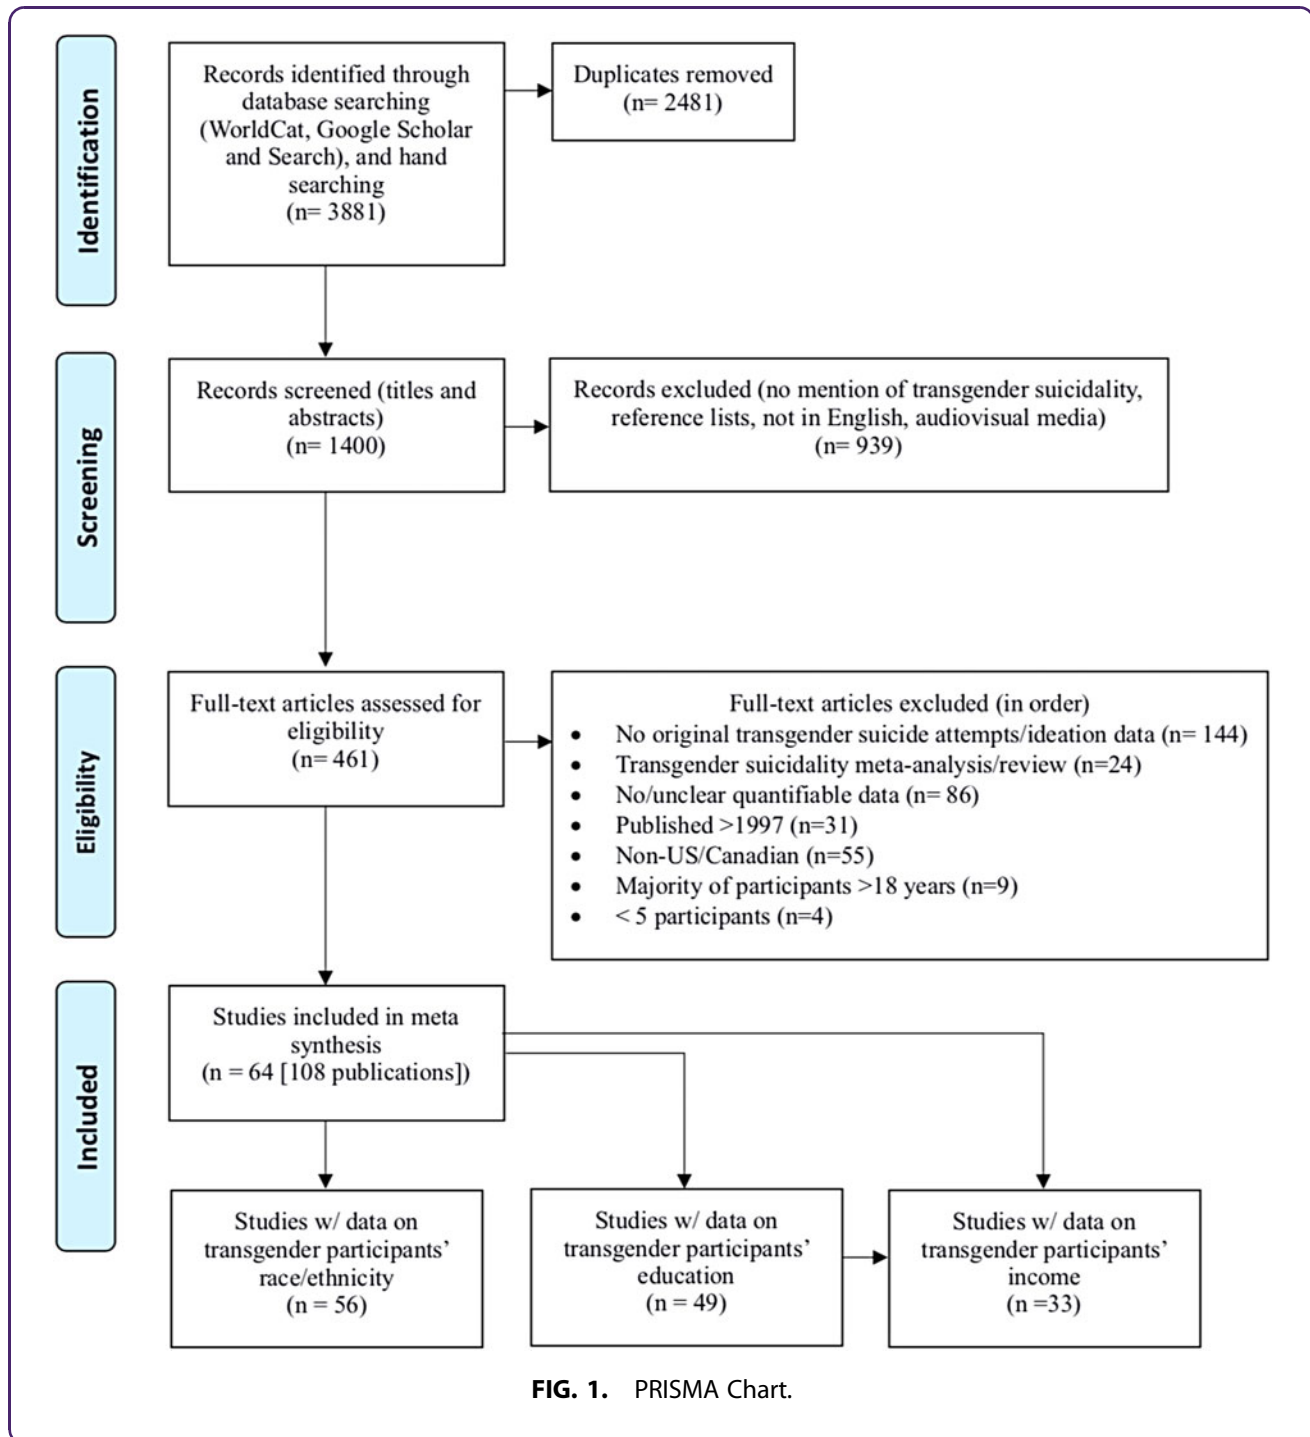 Identification
Records identified through
database searching
(WorldCat, Google Scholar
and Search), and hand
searching
(n= 3881)
Duplicates removed
(n= 2481)
Screening
Records screened (titles and
abstracts)
(n= 1400)
Records excluded (no mention of transgender suicidality,
reference lists, not in English, audiovisual media)
(n= 939)
Eligibility
Full-text articles assessed for
eligibility
(n= 461)
Full-text articles excluded (in order)
• No original transgender suicide attempts/ideation data (n= 144)
• Transgender suicidality meta-analysis/review (n=24)
• No/unclear quantifiable data (n= 86)
• Published >1997 (n=31)
• Non-US/Canadian (n=55)
• Majority of participants >18 years (n=9)
• < 5 participants (n=4)
Included
Studies included in meta
synthesis
(n = 64 [108 publications])
Studies w/ data on
transgender participants’
race/ethnicity
(n = 56)
Studies w/ data on
transgender participants’
education
(n = 49)
Studies w/ data on
transgender participants’
income
(n =33)
FIG. 1. PRISMA Chart.